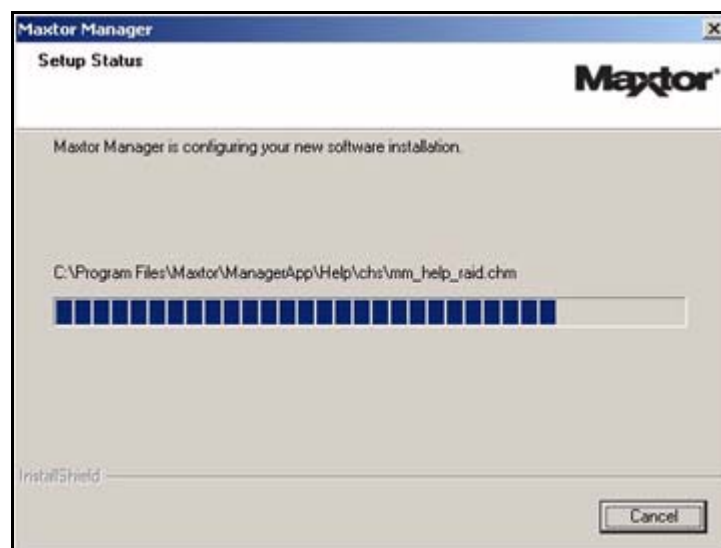 Maxtor Manager
Setup Status
Maxtor
Maxtor Manager is configuring your new software installation.
C:\Program Files\Maxtor\ManagerApp\Help\chs\mm_help_raid.chm
InstallShield
Cancel